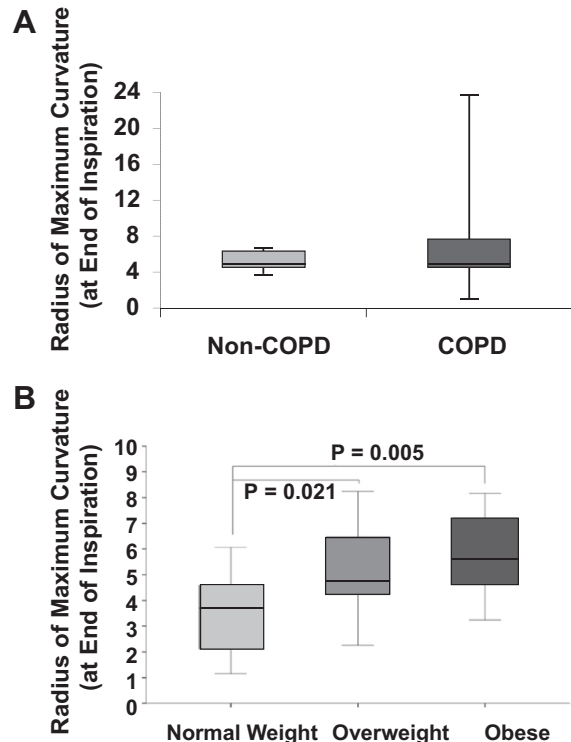 A
Radius of Maximum Curvature
(at End of Inspiration)
24
20
16
12
8
4
0
Non-COPD COPD
B
Radius of Maximum Curvature
(at End of Inspiration)
10
9
8
7
6
5
4
3
2
1
0
P = 0.005
P = 0.021
Normal Weight Overweight Obese